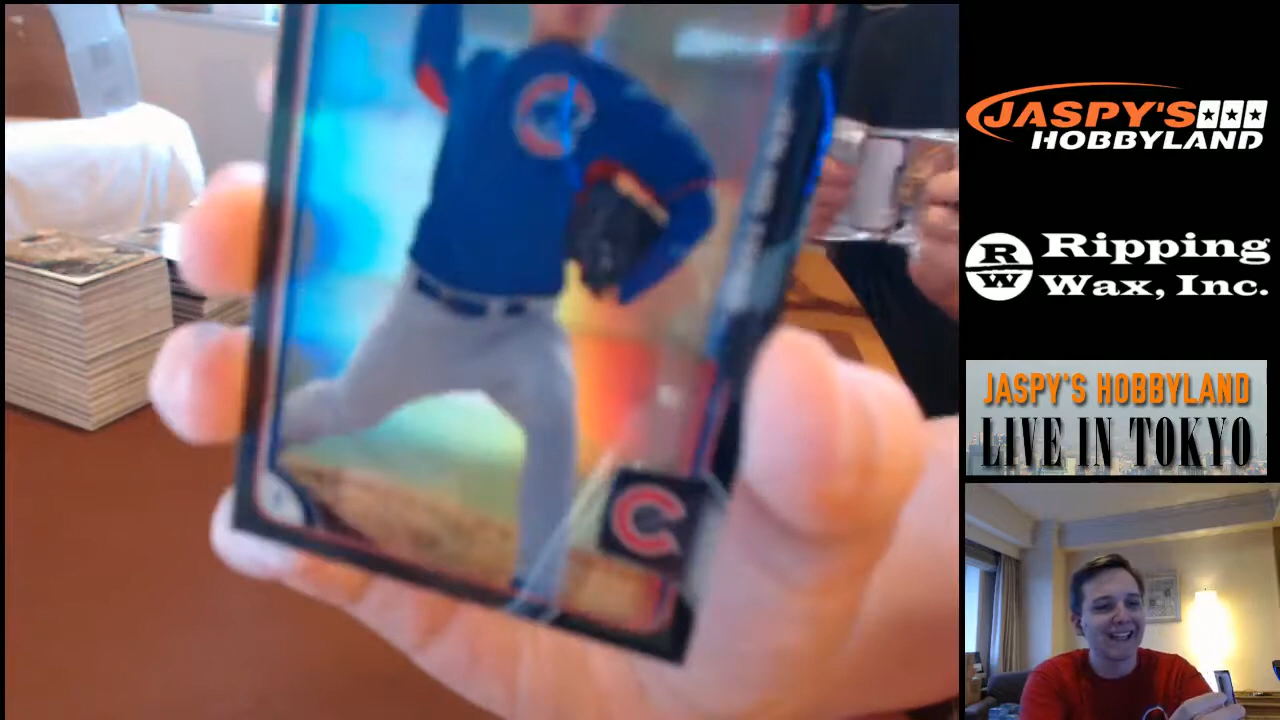 JASPY'S
HOBBYLAND
R
W
Ripping
Wax, Inc.
JASPY'S HOBBYLAND
LIVE IN TOKYO
C